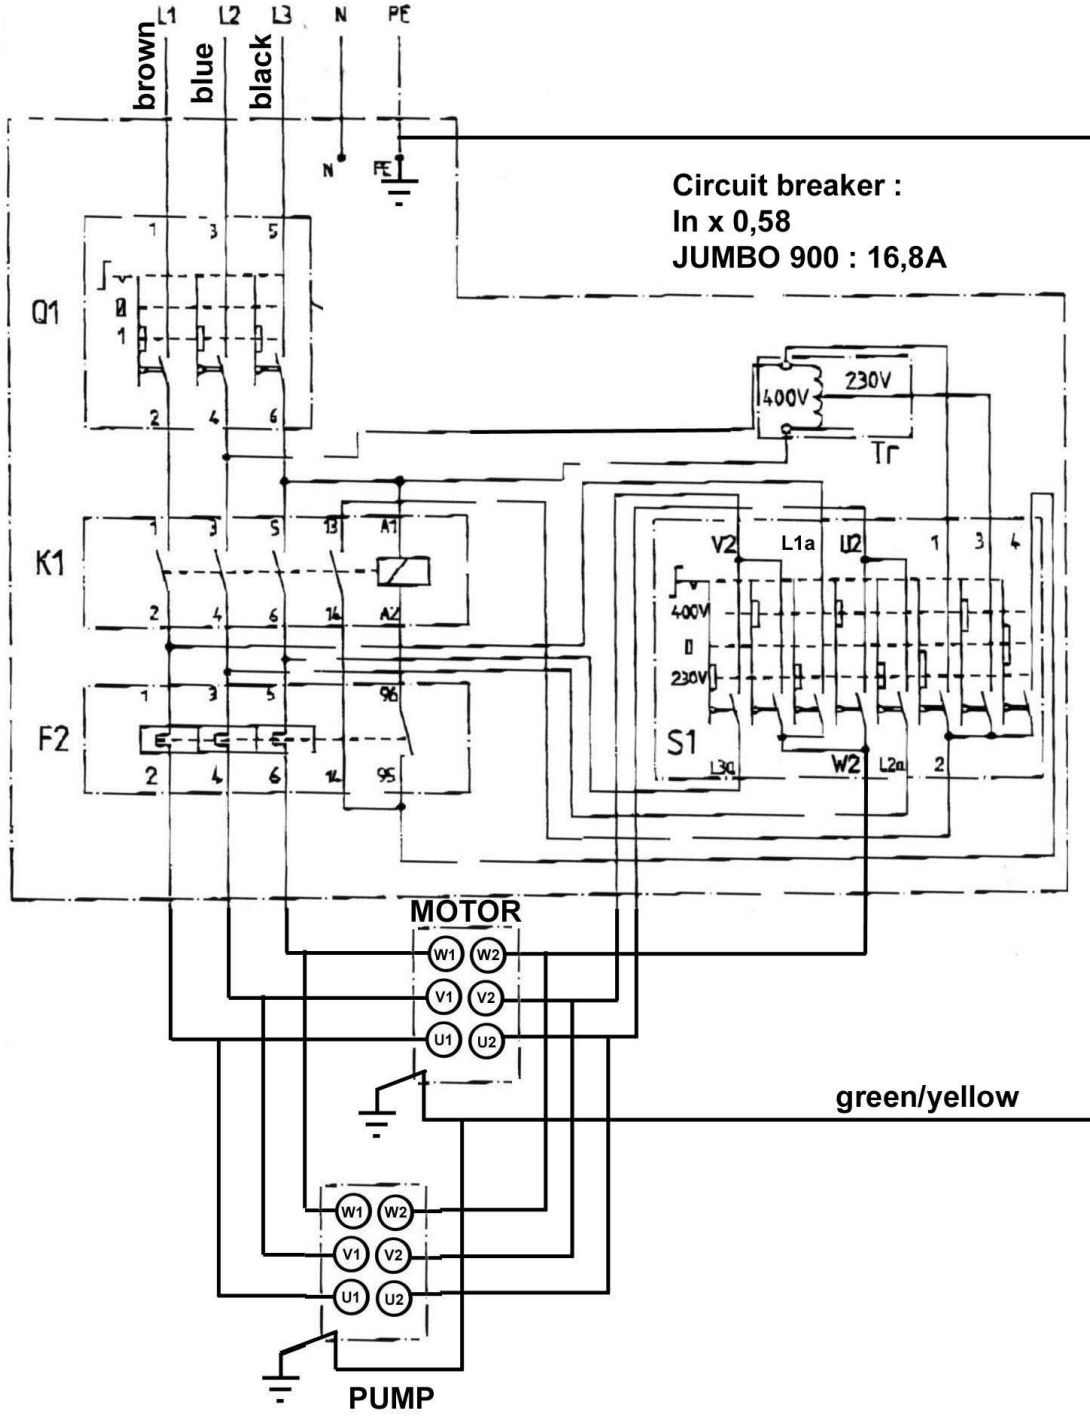 L1 L2 L3 N PE
brown
blue
black
N PE
Circuit breaker :
In x 0,58
JUMBO 900 : 16,8A
1 3 5
Q1
0
1
2 4 6
400V 230V
Tr
1 3 5 13 A1
K1
2 4 6 14 A2
V2 L1a U2 1 3 4
400V
0
230V
S1
L3a W2 L2a 2
1 3 5 96
F2
2 4 6 14 95
MOTOR
W1 W2
V1 V2
U1 U2
green/yellow
W1 W2
V1 V2
U1 U2
PUMP